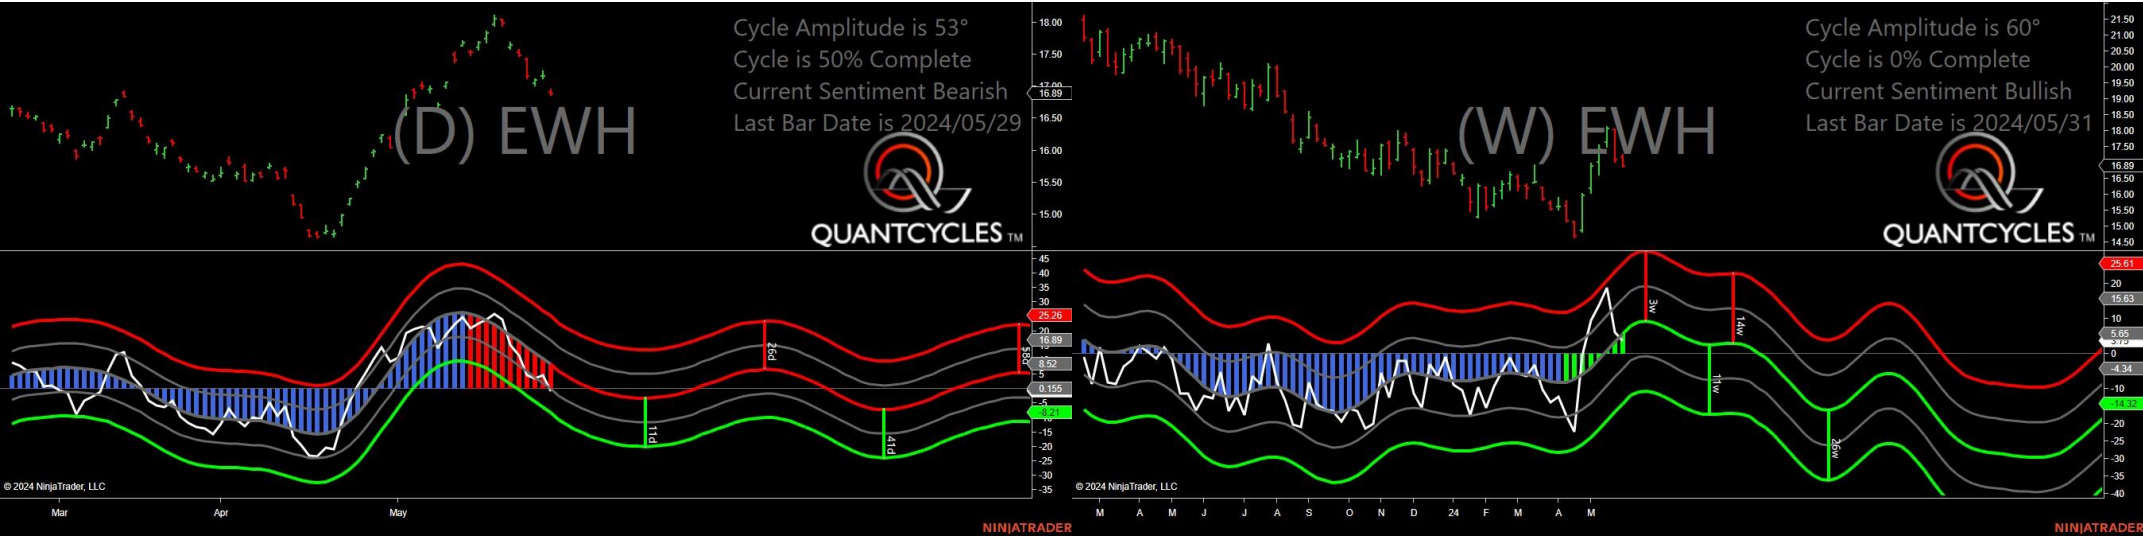 Cycle Amplitude is 53°
Cycle is 50% Complete
Current Sentiment Bearish
Last Bar Date is 2024/05/29
(D) EWH
QUANTCYCLES TM
18.00
17.50
17.00
16.89
16.50
16.00
15.50
15.00
45
40
35
30
25.26
20
16.89
8.52
5
0.155
-5
-8.21
-15
-20
-25
-30
-35
11d
26d
41d
58d
© 2024 NinjaTrader, LLC
Mar Apr May
NINJATRADER
Cycle Amplitude is 60°
Cycle is 0% Complete
Current Sentiment Bullish
Last Bar Date is 2024/05/31
(W) EWH
QUANTCYCLES TM
21.50
21.00
20.50
20.00
19.50
19.00
18.50
18.00
17.50
16.89
16.50
16.00
15.50
15.00
14.50
25.61
20
15.63
10
5.65
0
-4.34
-10
-14.32
-20
-25
-30
-35
-40
3w
14w
11w
26w
© 2024 NinjaTrader, LLC
M A M J J A S O N D 24 F M A M
NINJATRADER